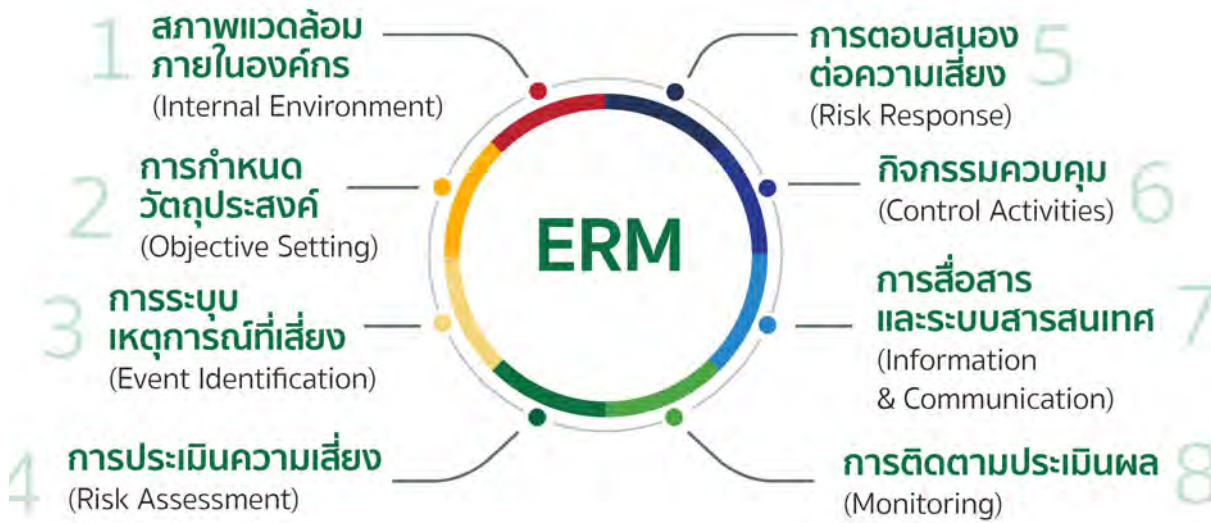 1
สภาพแวดล้อม
ภายในองค์กร
(Internal Environment)
2
การกำหนด
วัตถุประสงค์
(Objective Setting)
3
การระบุ
เหตุการณ์ที่เสี่ยง
(Event Identification)
4
การประเมินความเสี่ยง
(Risk Assessment)
ERM
การตอบสนอง
ต่อความเสี่ยง
(Risk Response)
5
กิจกรรมควบคุม
(Control Activities)
6
การสื่อสาร
และระบบสารสนเทศ
(Information
& Communication)
7
การติดตามประเมินผล
(Monitoring)
8